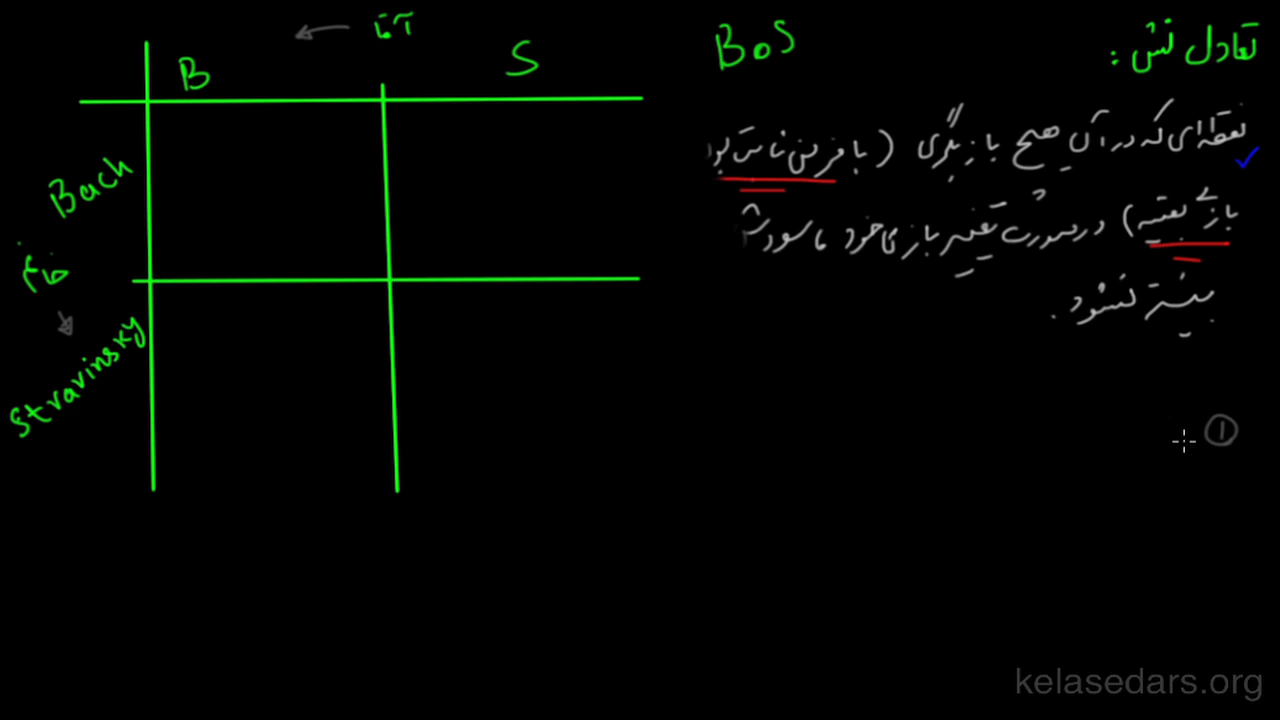 تعادل نش :
نقطه ای که در آن هیچ بازیگری (با فرض ثابت بودن
بازی بقیه) در صورت تغییر بازی خود سودش
بیشتر نشود.
①
BoS
آقا
B S
Bach
خانم
Stravinsky
kelasedars.org